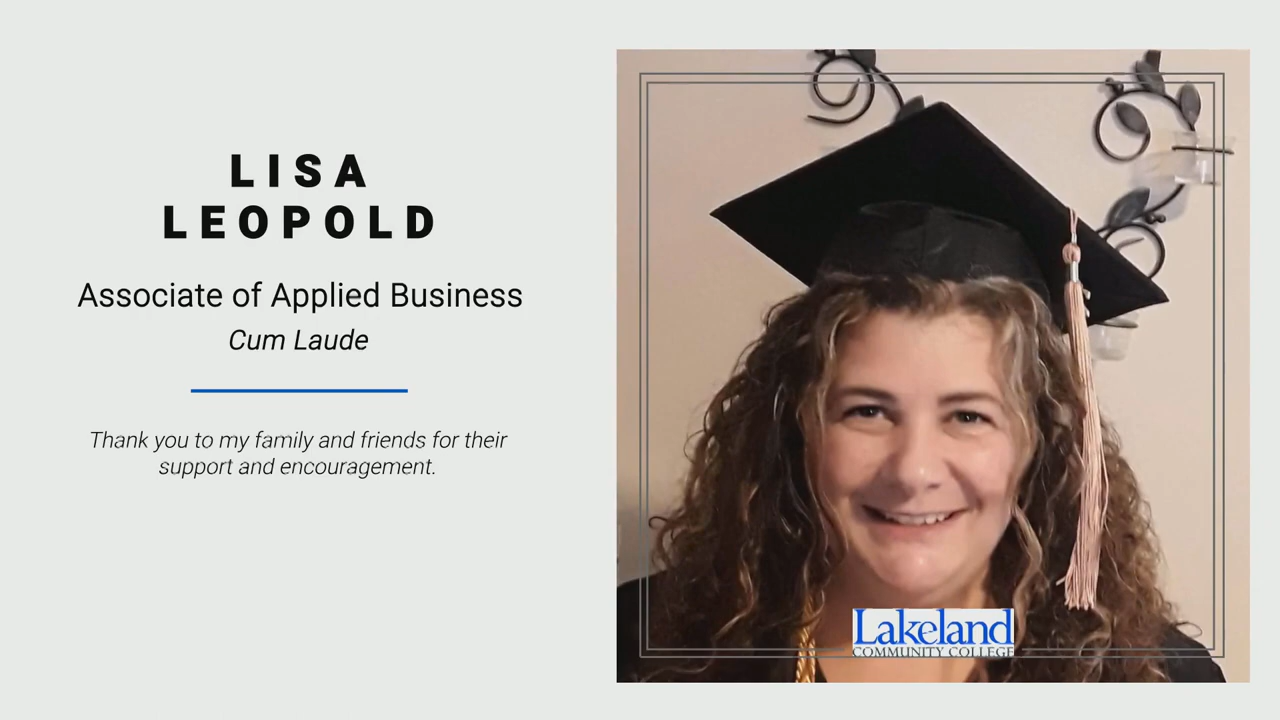 LISA
LEOPOLD
Associate of Applied Business
Cum Laude
Thank you to my family and friends for their
support and encouragement.
Lakeland
COMMUNITY COLLEGE